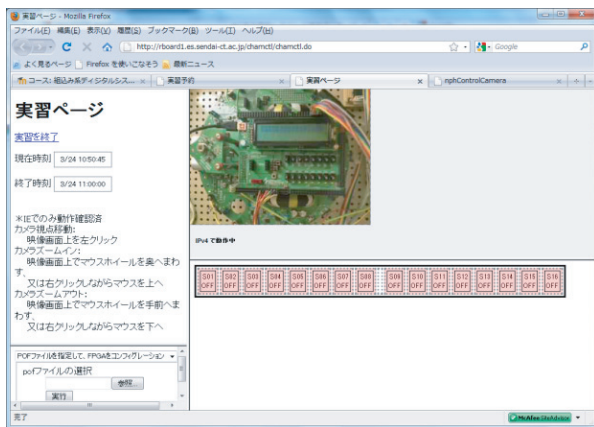 実習ページ - Mozilla Firefox
ファイル(F) 編集(E) 表示(V) 履歴(S) ブックマーク(B) ツール(T) ヘルプ(H)
http://rboard1.es.sendai-ct.ac.jp/chamctl/chamctl.do
Google
よく見るページ Firefox を使いこなそう 最新ニュース
コース: 組込み系ディジタルシス... 実習予約 実習ページ nphControlCamera
実習ページ
実習を終了
現在時刻 3/24 10:50:45
終了時刻 3/24 11:00:00
IPv4 で動作中
*IEでのみ動作確認済
カメラ視点移動:
映像画面上を左クリック
カメラズームイン:
映像画面上でマウスホイールを奥へまわ
す、
又は右クリックしながらマウスを上へ
カメラズームアウト:
映像画面上でマウスホイールを手前へま
わす、
又は右クリックしながらマウスを下へ
S01 S02 S03 S04 S05 S06 S07 S08 S09 S10 S11 S12 S13 S14 S15 S16
OFF OFF OFF OFF OFF OFF OFF OFF OFF OFF OFF OFF OFF OFF OFF OFF
POFファイルを指定して、FPGAをコンフィグレーション
pofファイルの選択
参照...
実行
完了
McAfee SiteAdvisor